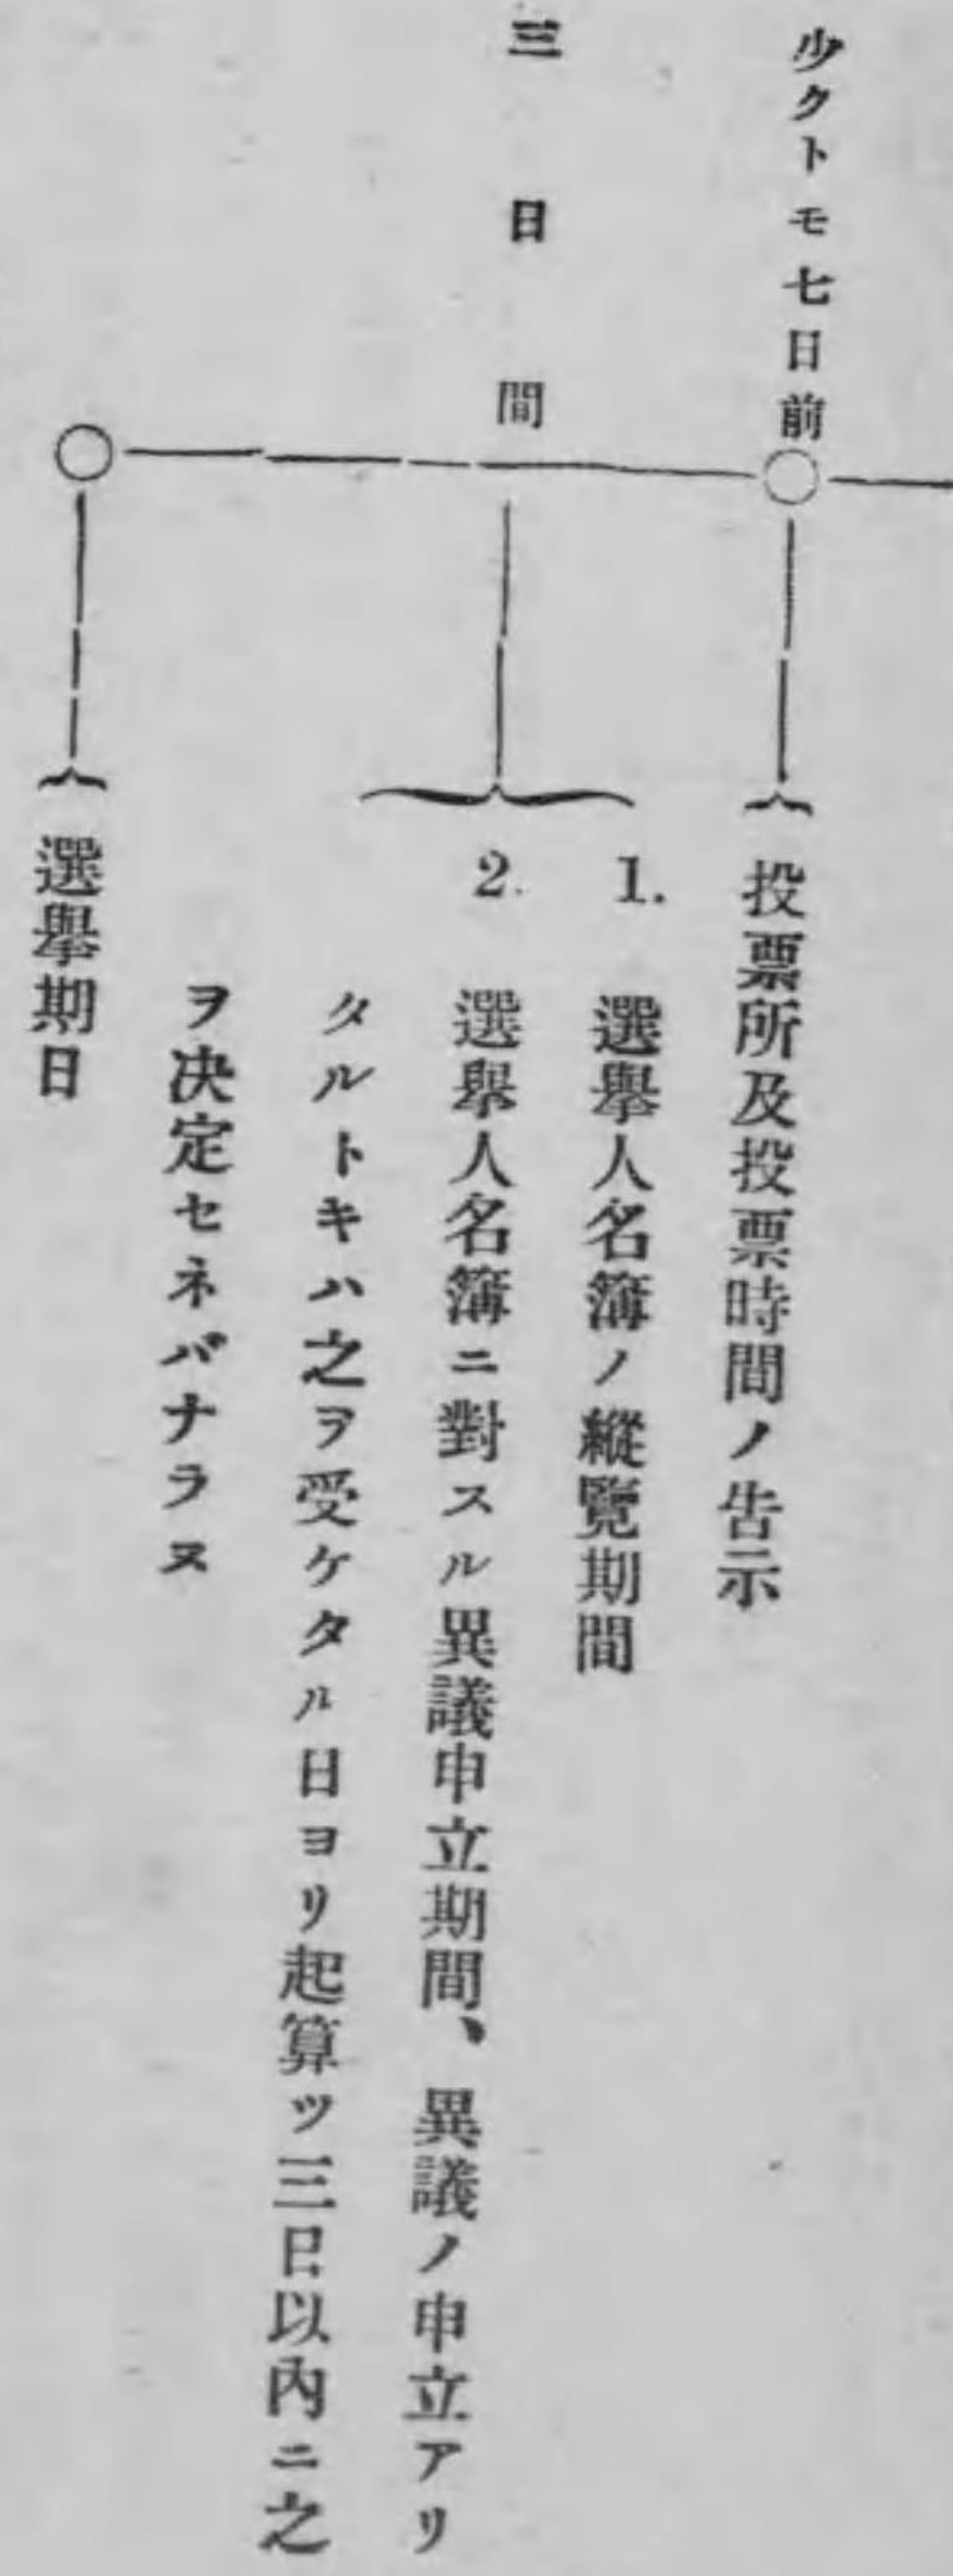 少クトモ七日前
投票所及投票時間ノ告示
三日間
1. 選擧人名簿ノ縱覽期間
2. 選擧人名簿ニ對スル異議申立期間、異議ノ申立アリ
タルトキハ之ヲ受ケタル日ヨリ起算ツ三日以內ニ之
ヲ決定セネバナラス
選擧期日